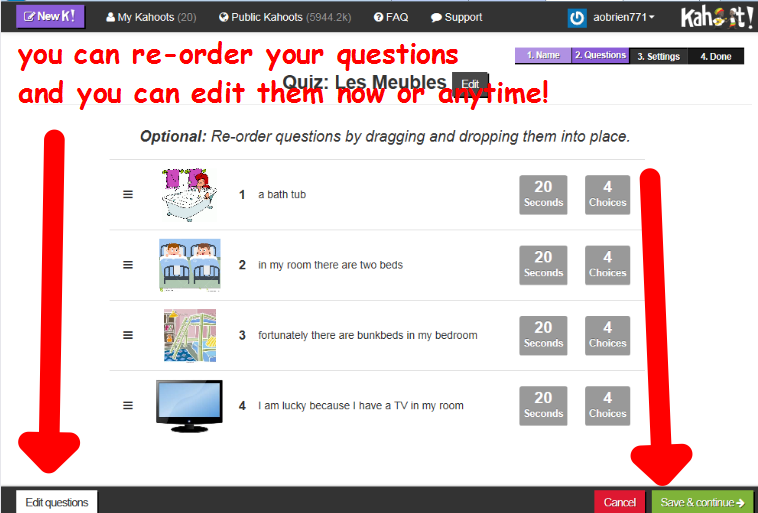 New K!
My Kahoots (20)
Public Kahoots (5944.2k)
FAQ
Support
aobrien771
Kahoot!
you can re-order your questions
and you can edit them now or anytime!
1. Name
2. Questions
3. Settings
4. Done
Quiz: Les Meubles
Edit
Optional: Re-order questions by dragging and dropping them into place.
1 a bath tub
20 Seconds
4 Choices
2 in my room there are two beds
20 Seconds
4 Choices
3 fortunately there are bunkbeds in my bedroom
20 Seconds
4 Choices
4 I am lucky because I have a TV in my room
20 Seconds
4 Choices
Edit questions
Cancel
Save & continue